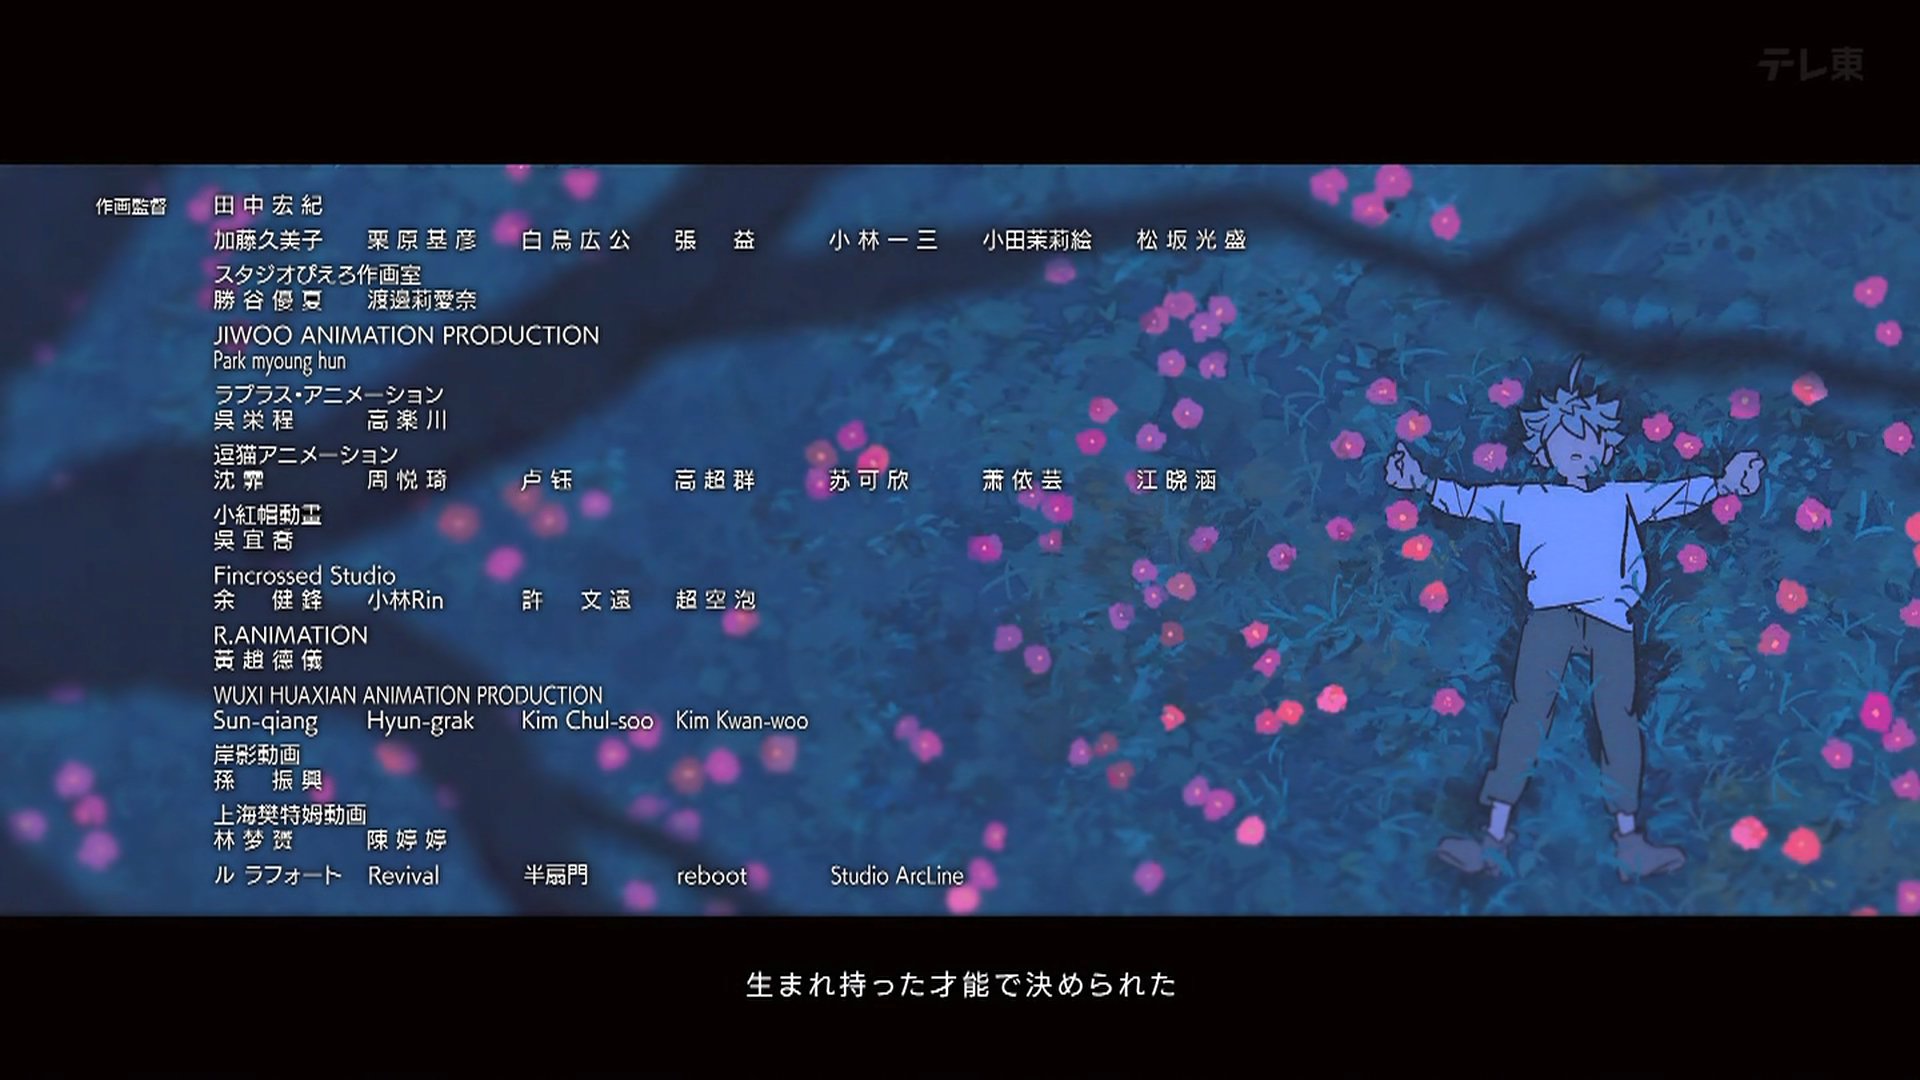 テレ東
作画監督 田中宏紀
加藤久美子 栗原基彦 白鳥広公 張 益 小林一三 小田茉莉絵 松坂光盛
スタジオぴえろ作画室
勝谷優夏 渡邉莉愛奈
JIWOO ANIMATION PRODUCTION
Park myoung hun
ラプラス・アニメーション
呉栄程 高楽川
逗猫アニメーション
沈霏 周悦琦 卢钰 高超群 苏可欣 萧依芸 江晓涵
小紅帽動畫
吳宜喬
Fincrossed Studio
余 健鋒 小林Rin 許 文遠 超空泡
R.ANIMATION
黃趙德儀
WUXI HUAXIAN ANIMATION PRODUCTION
Sun-qiang Hyun-grak Kim Chul-soo Kim Kwan-woo
岸影動画
孫 振興
上海樊特姆動画
林梦赟 陳婷婷
ル ラフォート Revival 半扇門 reboot Studio ArcLine
生まれ持った才能で決められた